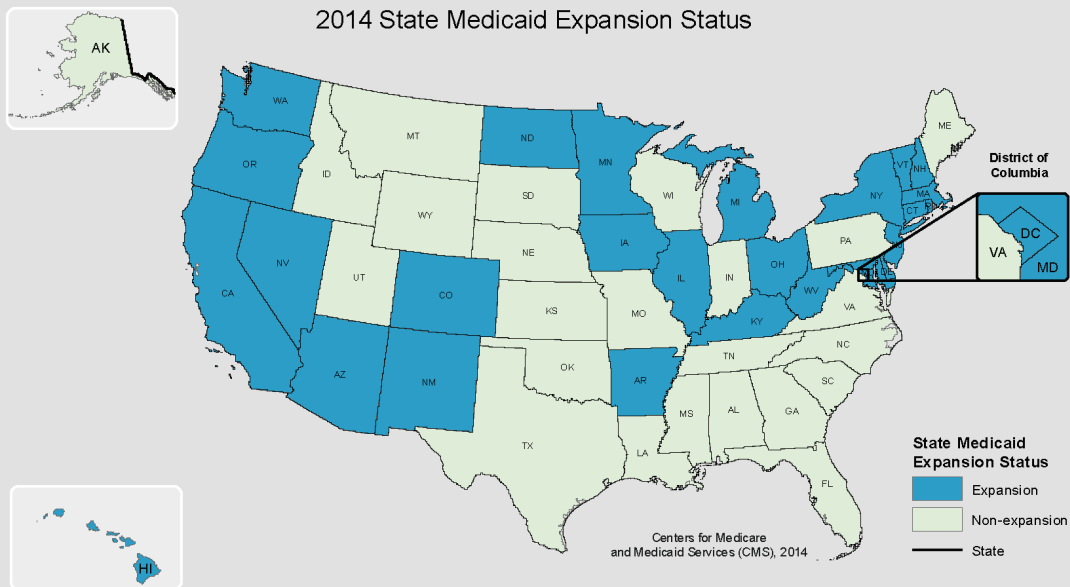 2014 State Medicaid Expansion Status
AK
WA
MT
ND
MN
ME
OR
ID
SD
WI
MI
VT
NH
NY
MA
CT
District of
Columbia
WY
IA
NE
PA
DC
VA
MD
NV
UT
CO
IL
IN
OH
WV
DE
CA
KS
MO
KY
VA
AZ
NM
OK
AR
TN
NC
SC
MS
AL
GA
TX
LA
FL
State Medicaid
Expansion Status
Expansion
Non-expansion
State
Centers for Medicare
and Medicaid Services (CMS), 2014
HI